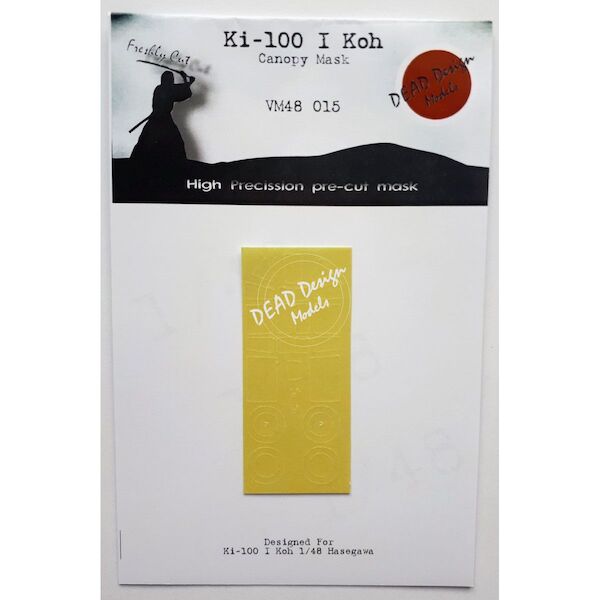 Ki-100 I Koh
Canopy Mask
Freshly Cut
DEAD Design
Models
VM48 015
High Precission pre-cut mask
DEAD Design
Models
Designed For
Ki-100 I Koh 1/48 Hasegawa